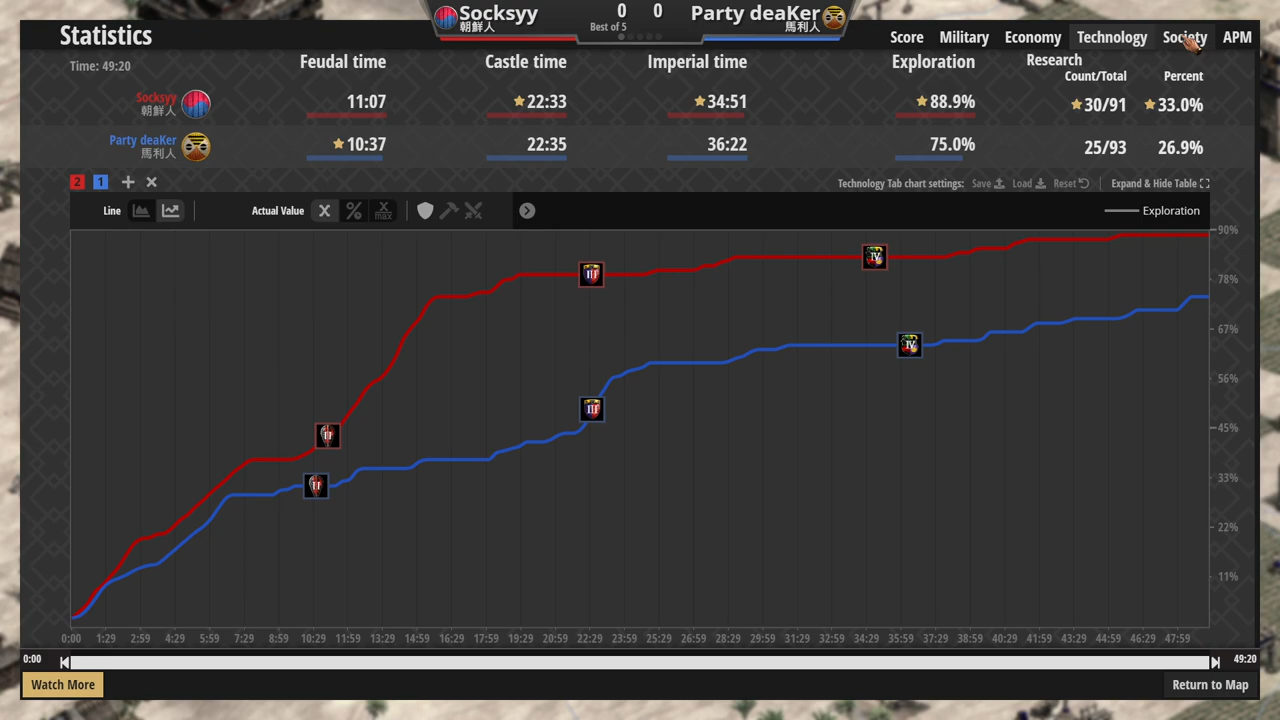 Socksyy 0 0 Party deaKer
朝鮮人 Best of 5 馬利人
Statistics
Score Military Economy Technology Society APM
Time: 49:20
Feudal time Castle time Imperial time Exploration Research
Count/Total Percent
Socksyy 11:07 22:33 34:51 88.9% 30/91 33.0%
朝鮮人
Party deaKer 10:37 22:35 36:22 75.0% 25/93 26.9%
馬利人
2 1 + × Technology Tab chart settings: Save Load Reset Expand & Hide Table
Line Actual Value X % X max Exploration
90%
78%
67%
56%
45%
33%
22%
11%
III
IV
IV
III
II
II
0:00 1:29 2:59 4:29 5:59 7:29 8:59 10:29 11:59 13:29 14:59 16:29 17:59 19:29 20:59 22:29 23:59 25:29 26:59 28:29 29:59 31:29 32:59 34:29 35:59 37:29 38:59 40:29 41:59 43:29 44:59 46:29 47:59
0:00 49:20
Watch More Return to Map